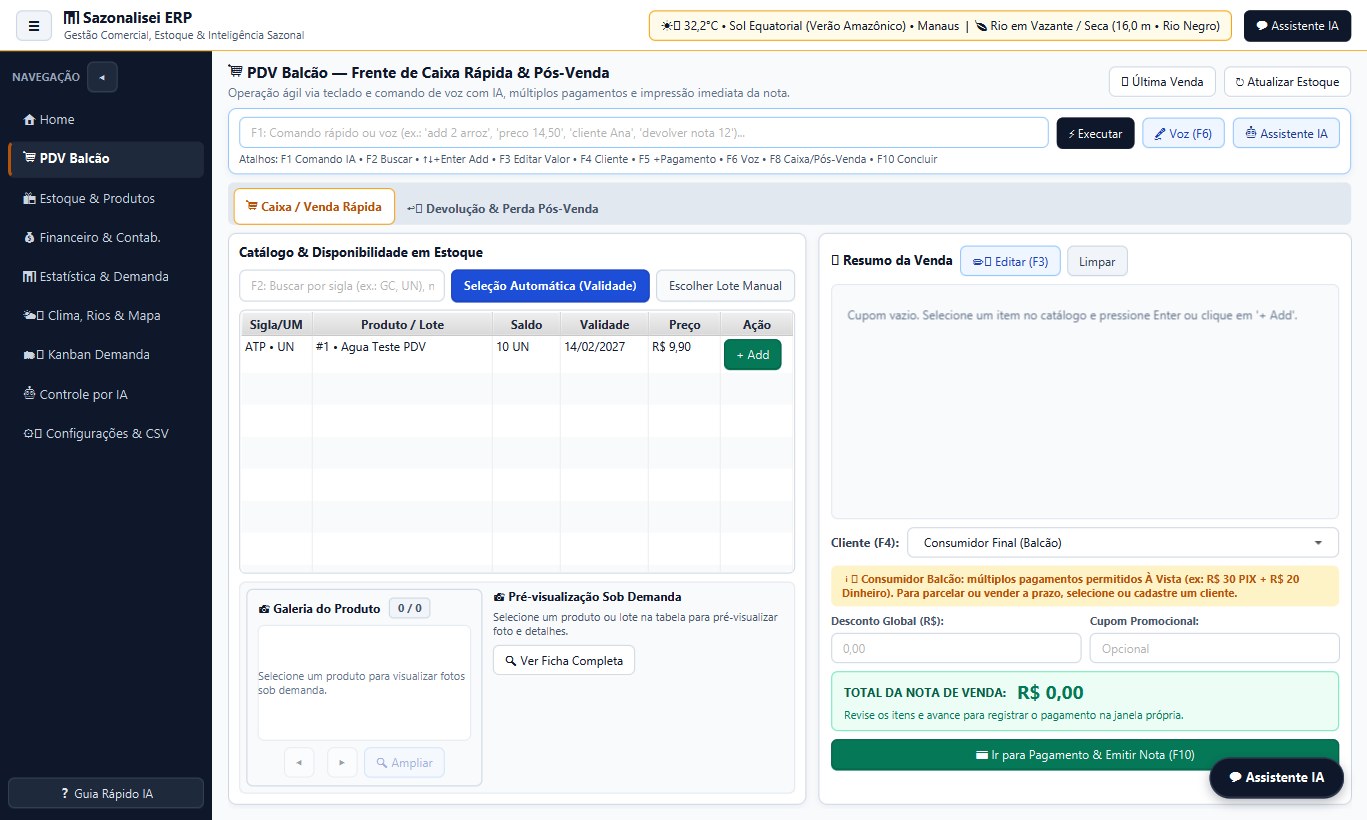 Sazonalisei ERP
Gestão Comercial, Estoque & Inteligência Sazonal
32,2°C • Sol Equatorial (Verão Amazônico) • Manaus | Rio em Vazante / Seca (16,0 m • Rio Negro)
Assistente IA
NAVEGAÇÃO
Home
PDV Balcão
Estoque & Produtos
Financeiro & Contab.
Estatística & Demanda
Clima, Rios & Mapa
Kanban Demanda
Controle por IA
Configurações & CSV
? Guia Rápido IA
PDV Balcão — Frente de Caixa Rápida & Pós-Venda
Operação ágil via teclado e comando de voz com IA, múltiplos pagamentos e impressão imediata da nota.
Última Venda
↻ Atualizar Estoque
F1: Comando rápido ou voz (ex.: 'add 2 arroz', 'preco 14,50', 'cliente Ana', 'devolver nota 12')...
⚡ Executar
Voz (F6)
Assistente IA
Atalhos: F1 Comando IA • F2 Buscar • ↑↓+Enter Add • F3 Editar Valor • F4 Cliente • F5 +Pagamento • F6 Voz • F8 Caixa/Pós-Venda • F10 Concluir
Caixa / Venda Rápida
Devolução & Perda Pós-Venda
Catálogo & Disponibilidade em Estoque
F2: Buscar por sigla (ex.: GC, UN), n
Seleção Automática (Validade)
Escolher Lote Manual
Sigla/UM Produto / Lote Saldo Validade Preço Ação
ATP • UN #1 • Agua Teste PDV 10 UN 14/02/2027 R$ 9,90 + Add
Galeria do Produto 0 / 0
Selecione um produto para visualizar fotos
sob demanda.
◄ ► Ampliar
Pré-visualização Sob Demanda
Selecione um produto ou lote na tabela para pré-visualizar
foto e detalhes.
Ver Ficha Completa
Resumo da Venda
Editar (F3)
Limpar
Cupom vazio. Selecione um item no catálogo e pressione Enter ou clique em '+ Add'.
Cliente (F4): Consumidor Final (Balcão)
Consumidor Balcão: múltiplos pagamentos permitidos À Vista (ex: R$ 30 PIX + R$ 20
Dinheiro). Para parcelar ou vender a prazo, selecione ou cadastre um cliente.
Desconto Global (R$): Cupom Promocional:
0,00 Opcional
TOTAL DA NOTA DE VENDA: R$ 0,00
Revise os itens e avance para registrar o pagamento na janela própria.
Ir para Pagamento & Emitir Nota (F10)
Assistente IA